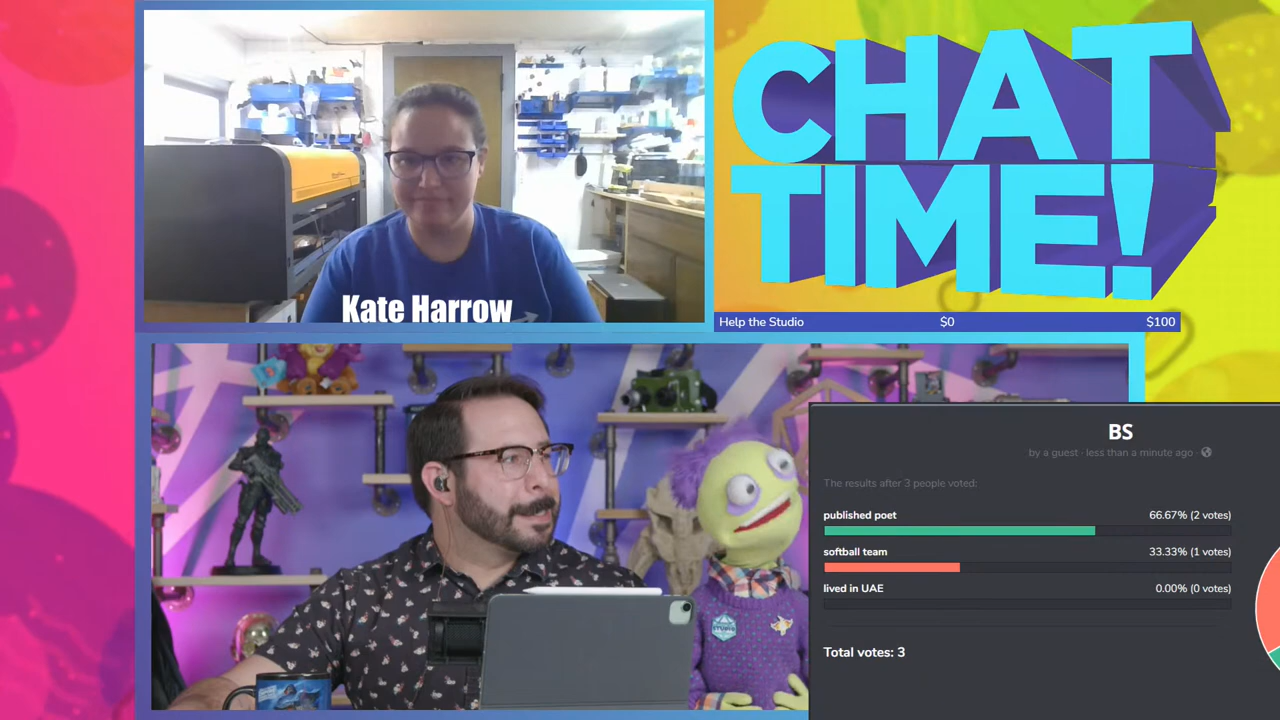 CHAT
TIME!
Kate Harrow
Help the Studio $0 $100
BS
by a guest · less than a minute ago ·
The results after 3 people voted:
published poet 66.67% (2 votes)
softball team 33.33% (1 votes)
lived in UAE 0.00% (0 votes)
Total votes: 3
STUDIO